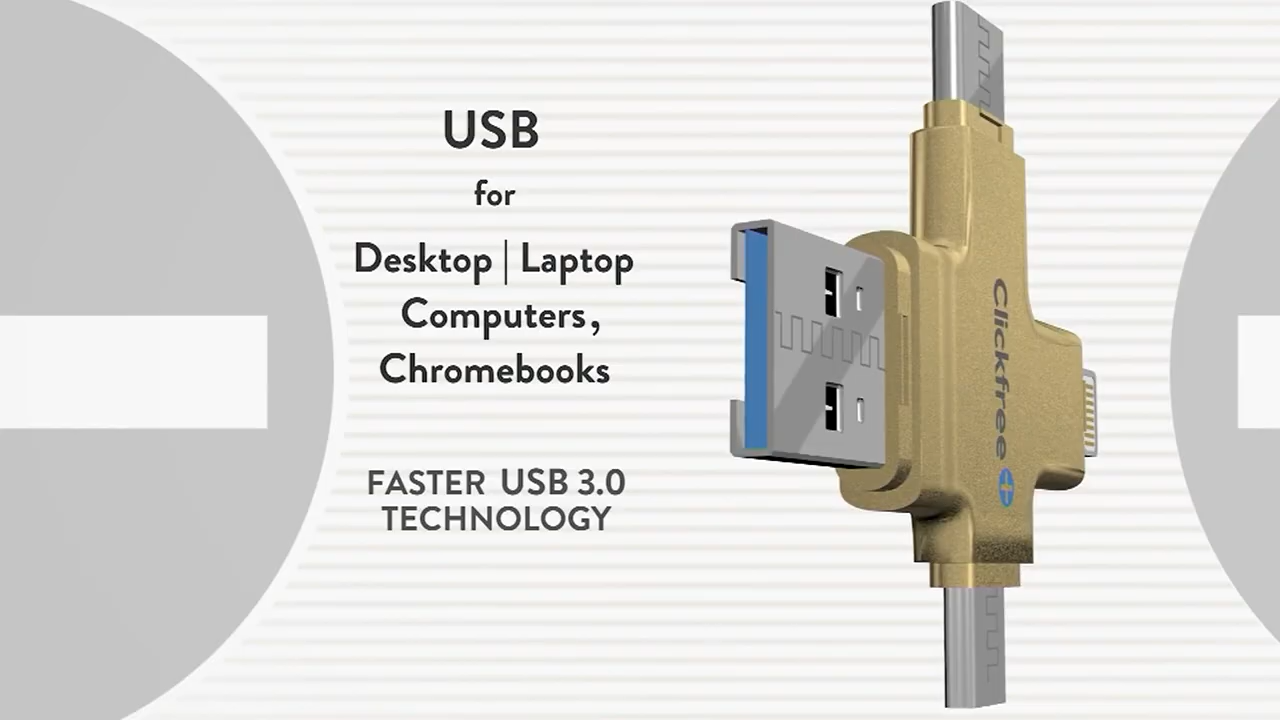 USB
for
Desktop | Laptop
Computers,
Chromebooks
FASTER USB 3.0
TECHNOLOGY
Clickfree